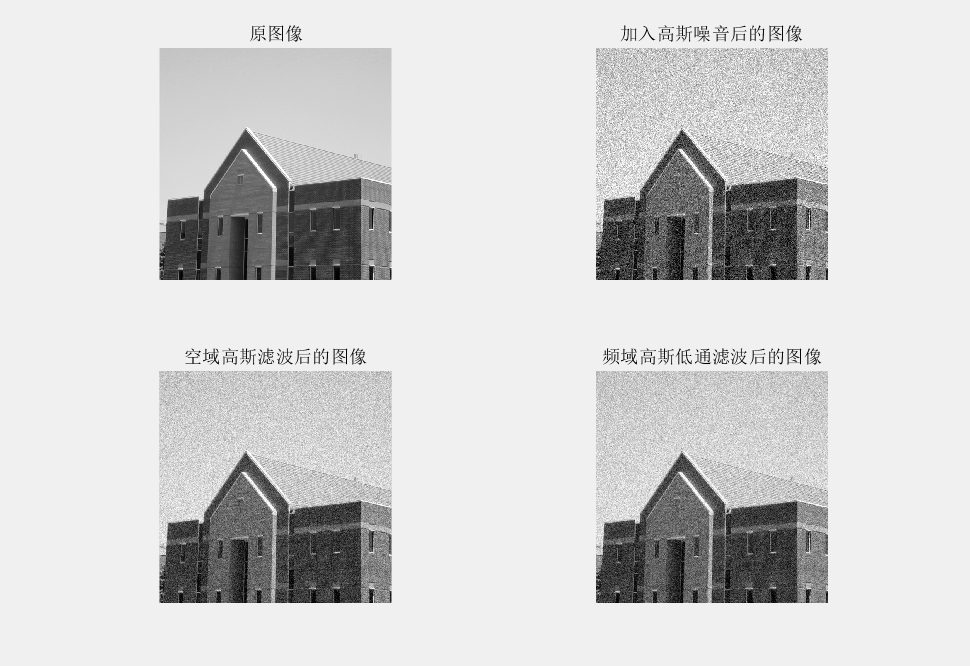 原图像
加入高斯噪音后的图像
空域高斯滤波后的图像
频域高斯低通滤波后的图像